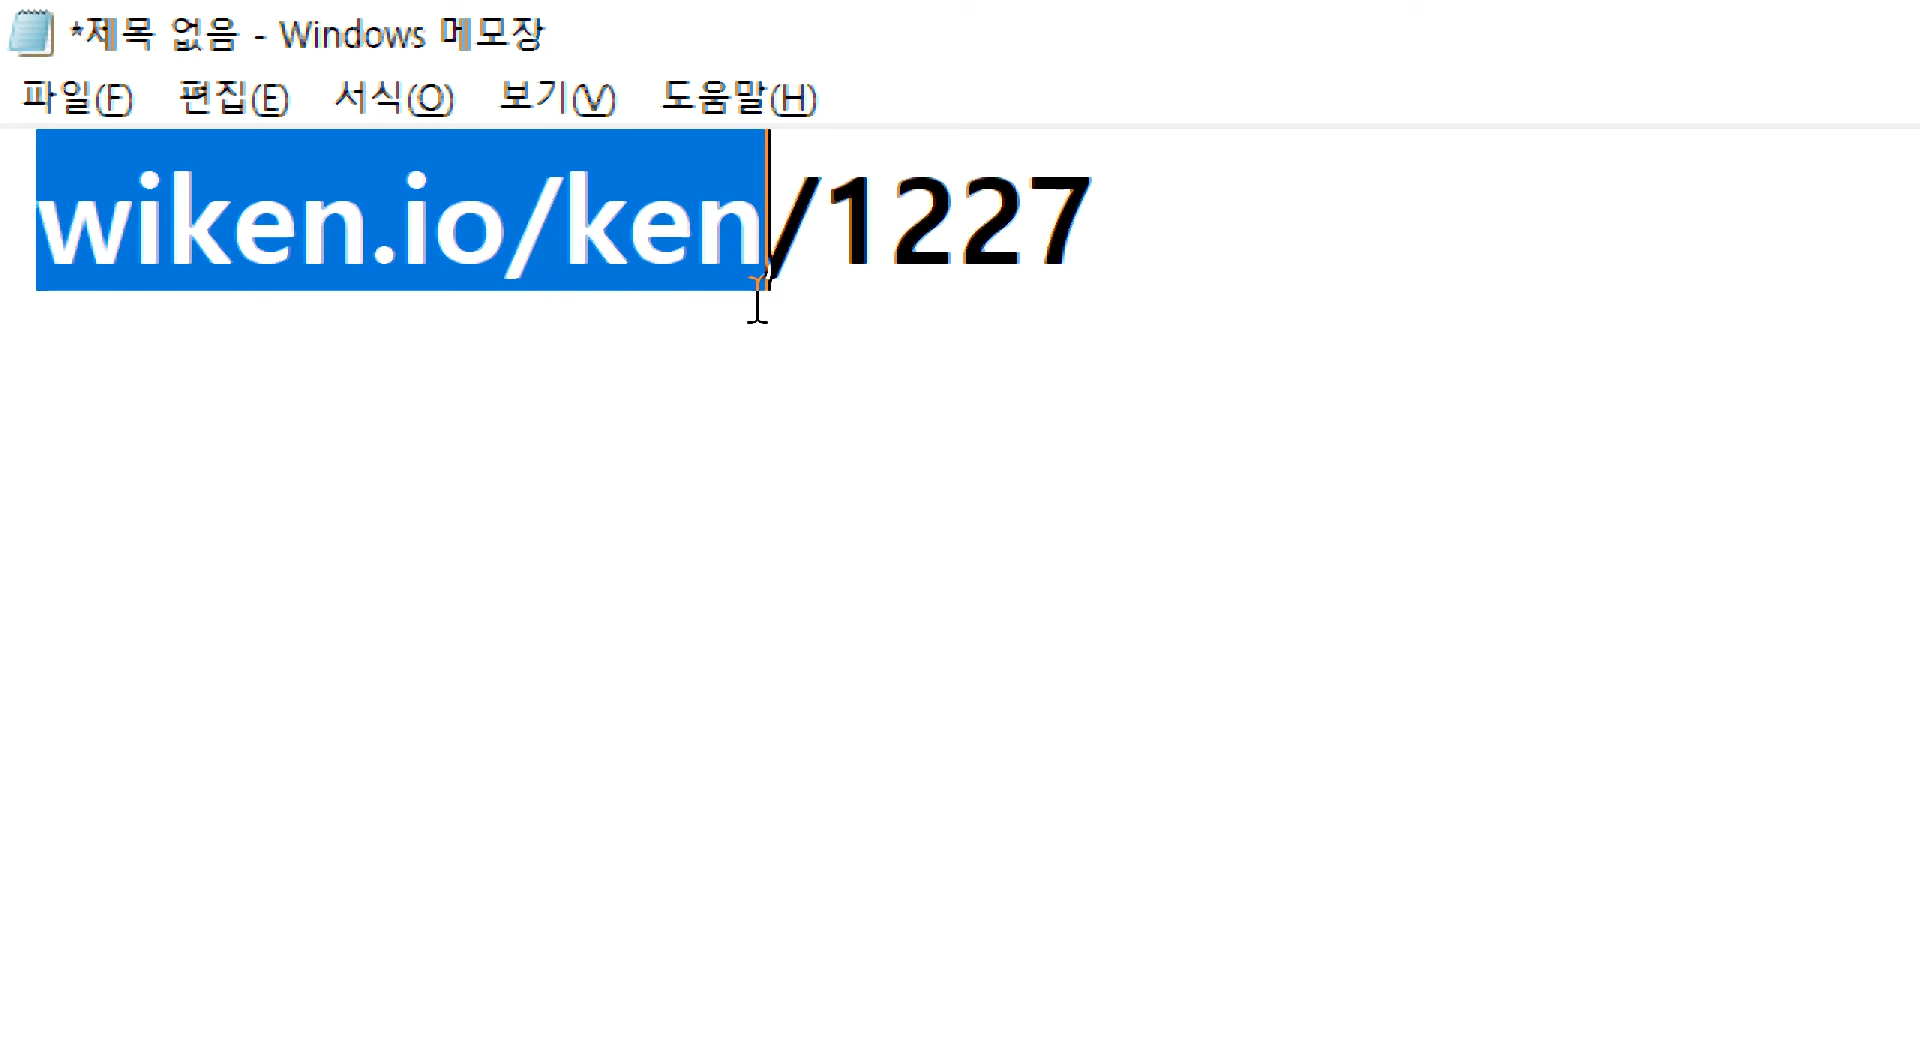 *제목 없음 - Windows 메모장
파일(F) 편집(E) 서식(O) 보기(V) 도움말(H)
wiken.io/ken/1227